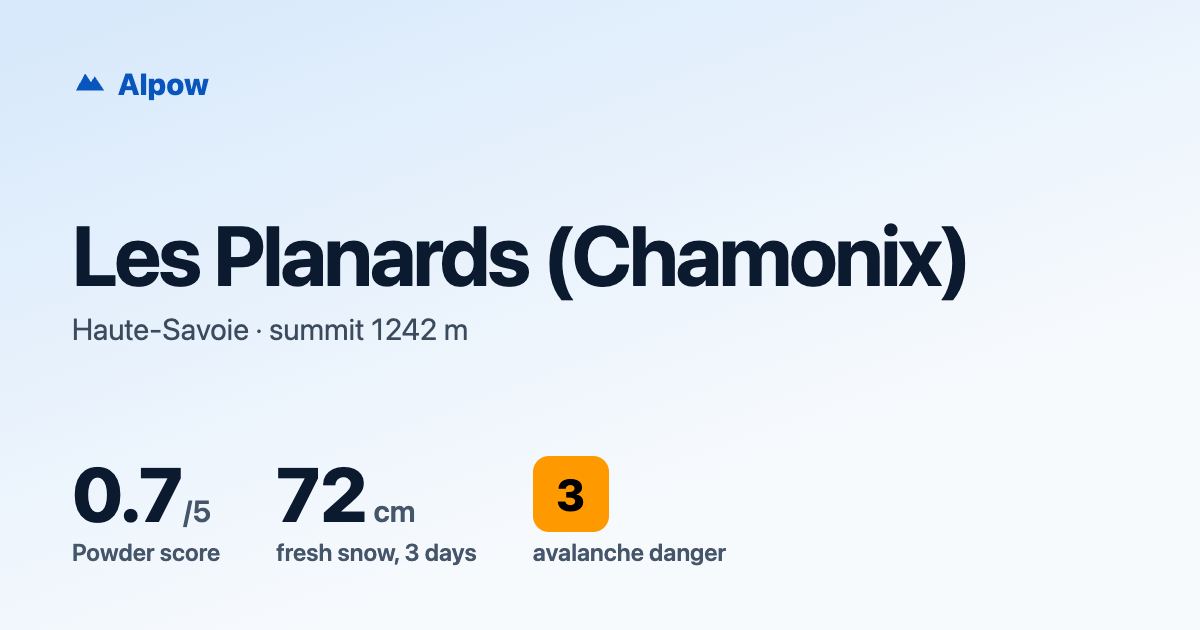 Alpow
Les Planards (Chamonix)
Haute-Savoie · summit 1242 m
0.7/5 72 cm 3
Powder score fresh snow, 3 days avalanche danger